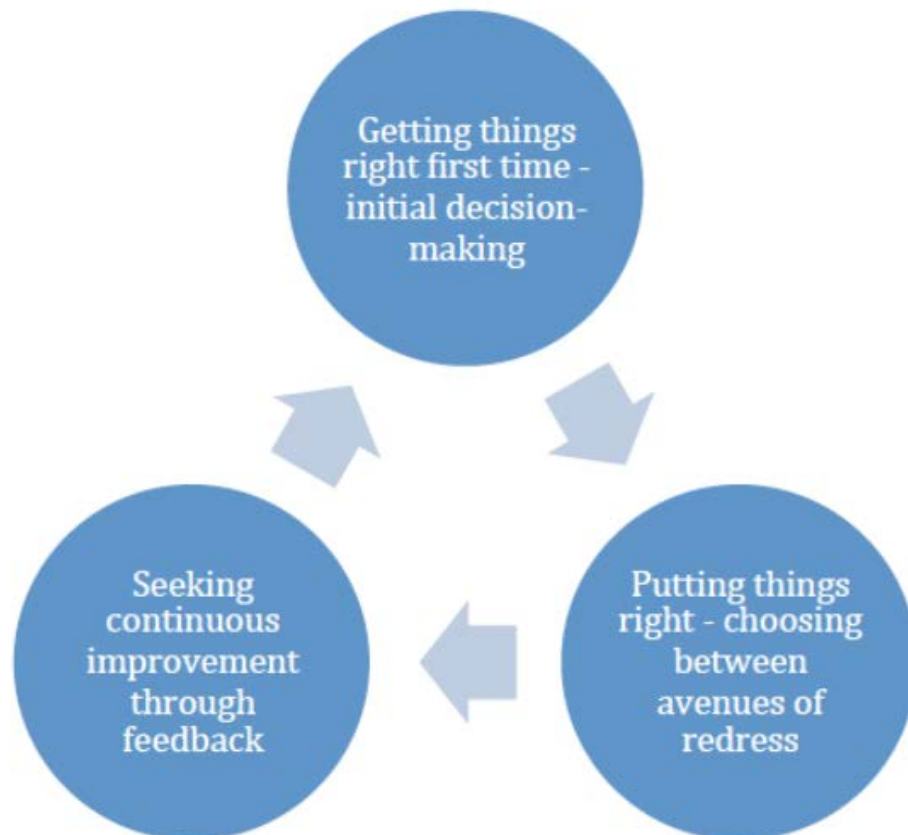 Getting things
right first time -
initial decision-
making
Putting things
right - choosing
between
avenues of
redress
Seeking
continuous
improvement
through
feedback